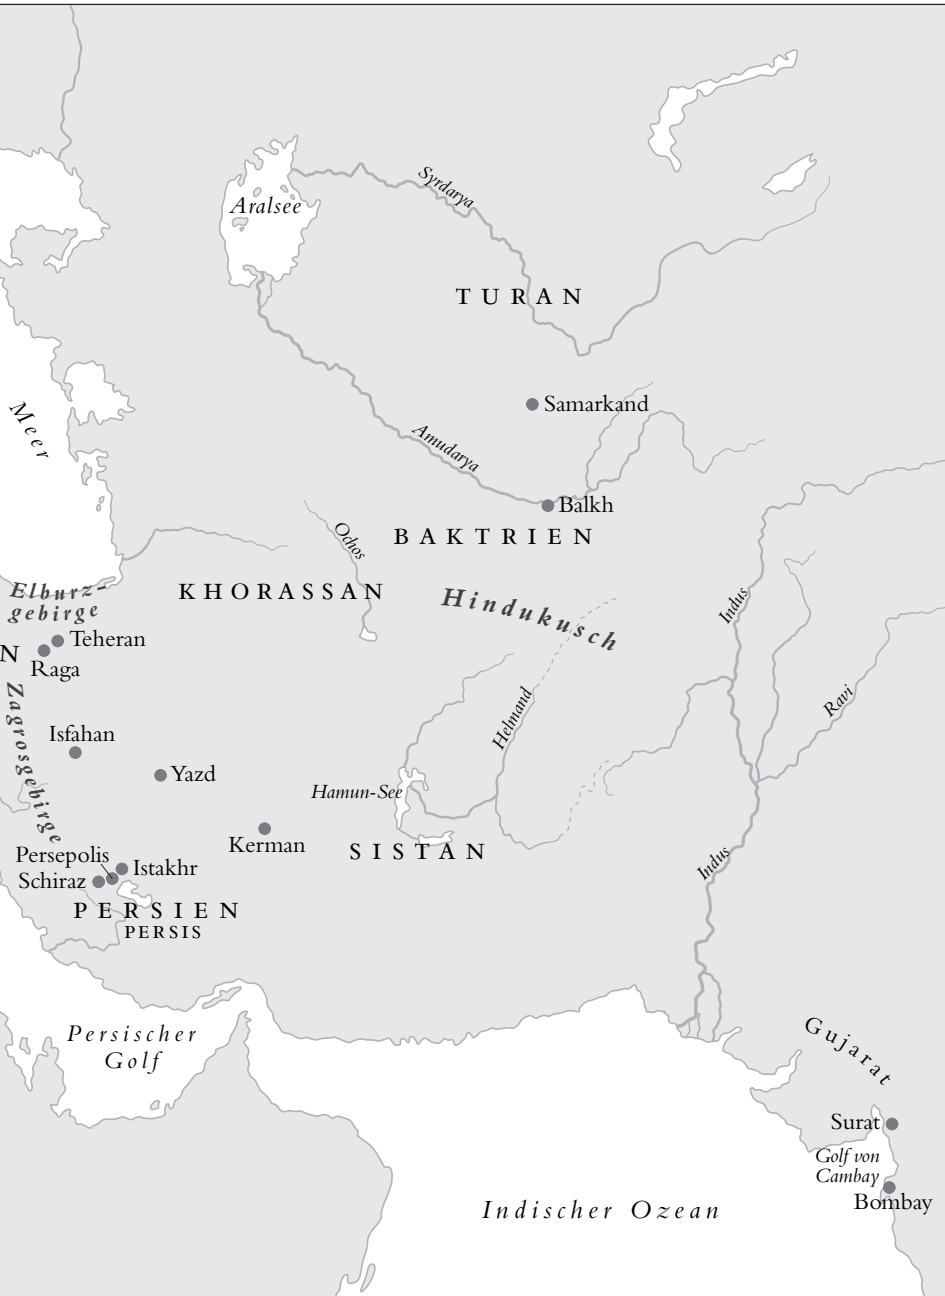 Syrdarya
Aralsee
TURAN
Meer
Samarkand
Amudarya
Balkh
Ochos
BAKTRIEN
Elburz-
gebirge
KHORASSAN
Hindukusch
Indus
Teheran
N
Raga
Zagrosgebirge
Helmand
Ravi
Isfahan
Yazd
Hamun-See
Kerman
SISTAN
Persepolis
Istakhr
Schiraz
Indus
PERSIEN
PERSIS
Persischer
Golf
Gujarat
Surat
Golf von
Cambay
Bombay
Indischer Ozean